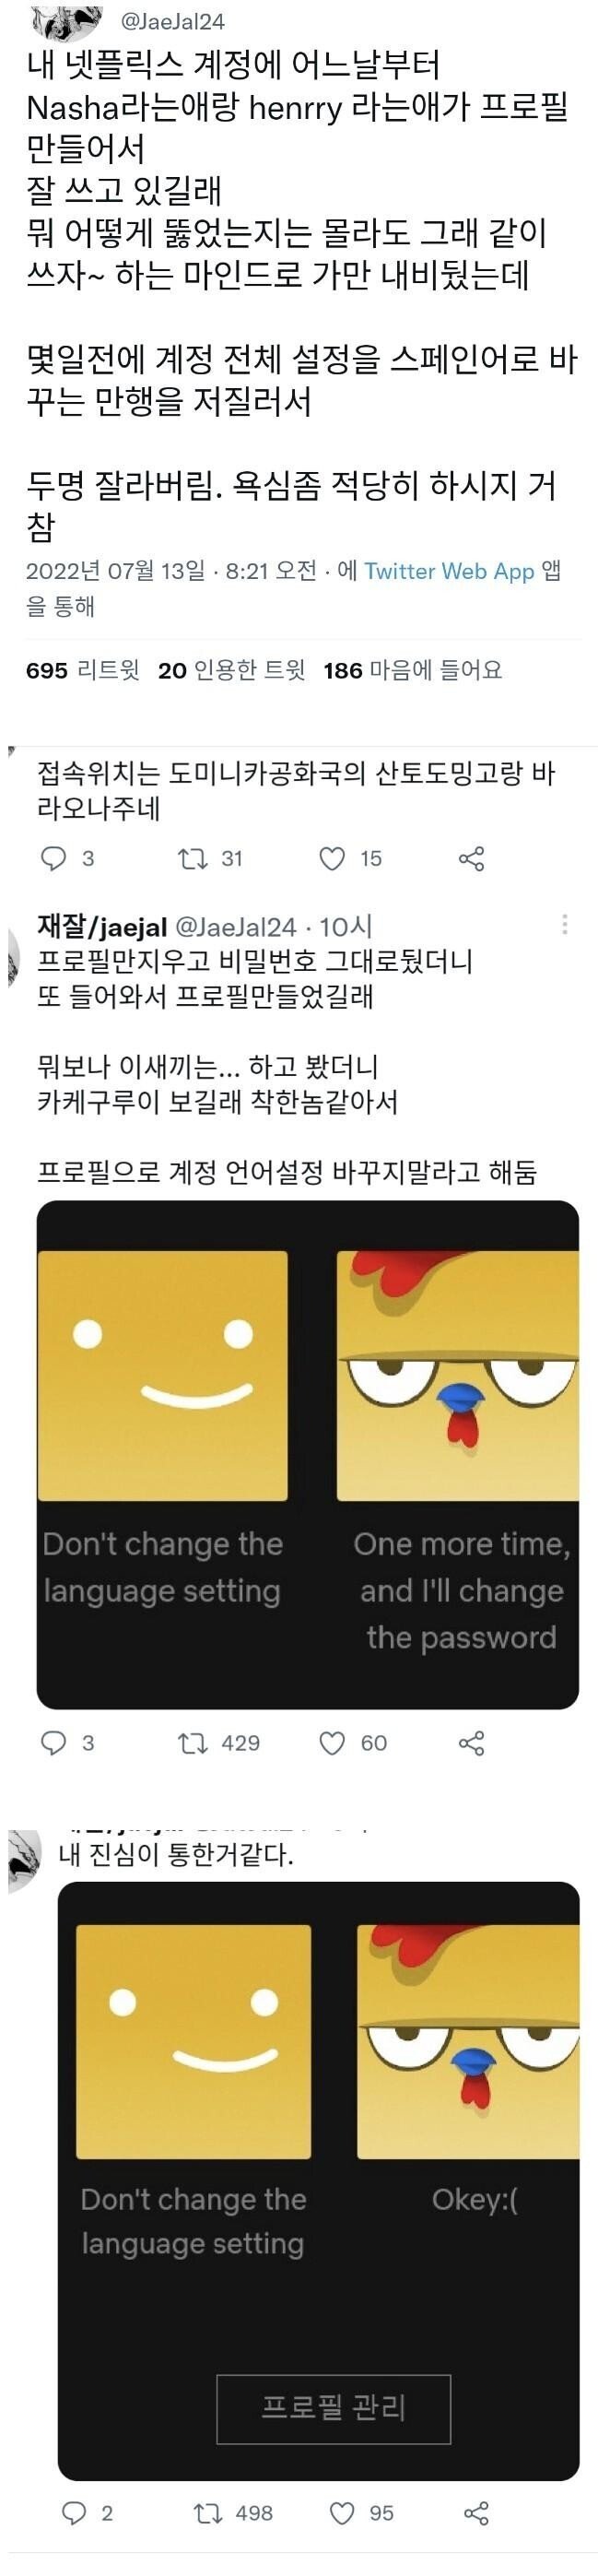 @JaeJal24
내 넷플릭스 계정에 어느날부터
Nasha라는애랑 henrry 라는애가 프로필
만들어서
잘 쓰고 있길래
뭐 어떻게 뚫었는지는 몰라도 그래 같이
쓰자~ 하는 마인드로 가만 내비뒀는데
몇일전에 계정 전체 설정을 스페인어로 바
꾸는 만행을 저질러서
두명 잘라버림. 욕심좀 적당히 하시지 거
참
2022년 07월 13일 · 8:21 오전 · 에 Twitter Web App 앱
을 통해
695 리트윗 20 인용한 트윗 186 마음에 들어요
접속위치는 도미니카공화국의 산토도밍고랑 바
라오나주네
3 31 15
재잘/jaejal @JaeJal24 · 10시
프로필만지우고 비밀번호 그대로뒀더니
또 들어와서 프로필만들었길래
뭐보나 이새끼는... 하고 봤더니
카케구루이 보길래 착한놈같아서
프로필으로 계정 언어설정 바꾸지말라고 해둠
Don't change the
language setting
One more time,
and I'll change
the password
3 429 60
내 진심이 통한거같다.
Don't change the
language setting
Okey:(
프로필 관리
2 498 95